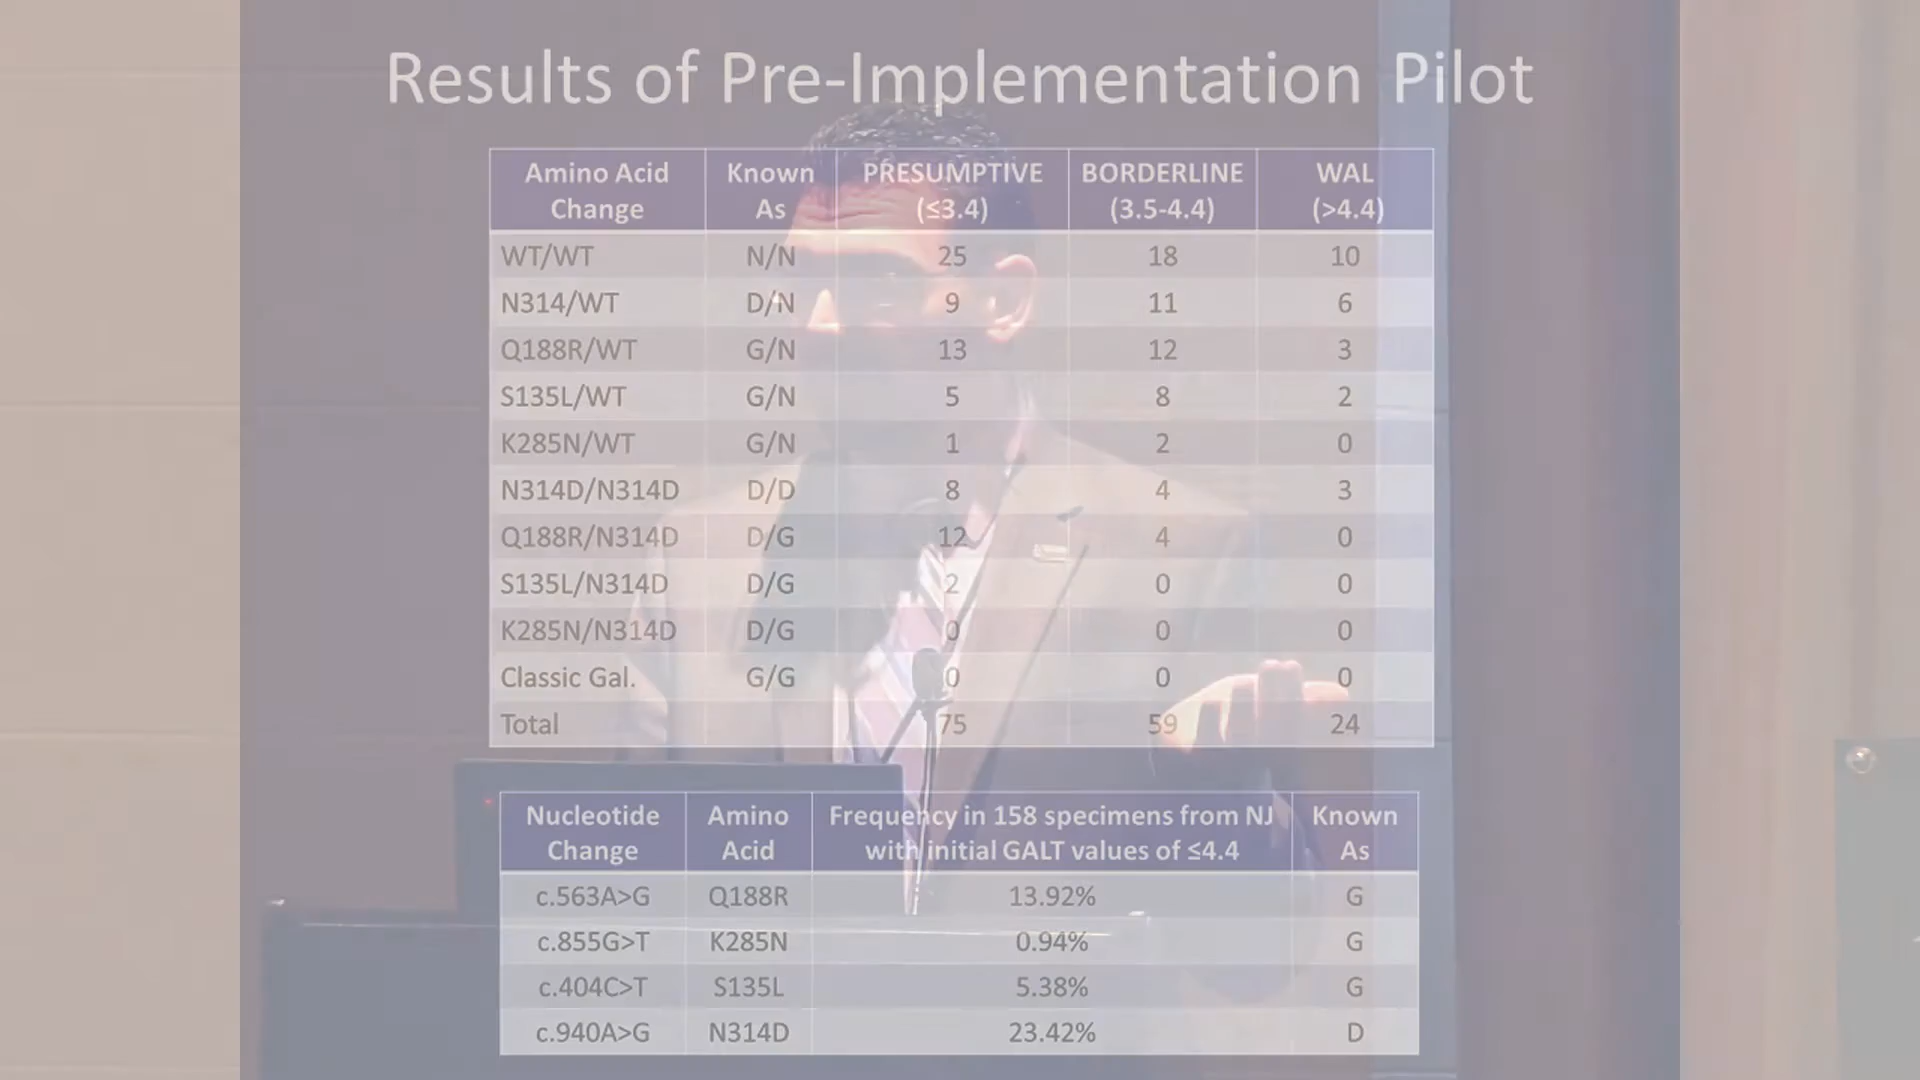 Results of Pre-Implementation Pilot
Amino Acid Change Known As PRESUMPTIVE (≤3.4) BORDERLINE (3.5-4.4) WAL (>4.4)
WT/WT N/N 25 18 10
N314/WT D/N 9 11 6
Q188R/WT G/N 13 12 3
S135L/WT G/N 5 8 2
K285N/WT G/N 1 2 0
N314D/N314D D/D 8 4 3
Q188R/N314D D/G 12 4 0
S135L/N314D D/G 2 0 0
K285N/N314D D/G 0 0 0
Classic Gal. G/G 0 0 0
Total 75 59 24
Nucleotide Change Amino Acid Frequency in 158 specimens from NJ with initial GALT values of ≤4.4 Known As
c.563A>G Q188R 13.92% G
c.855G>T K285N 0.94% G
c.404C>T S135L 5.38% G
c.940A>G N314D 23.42% D